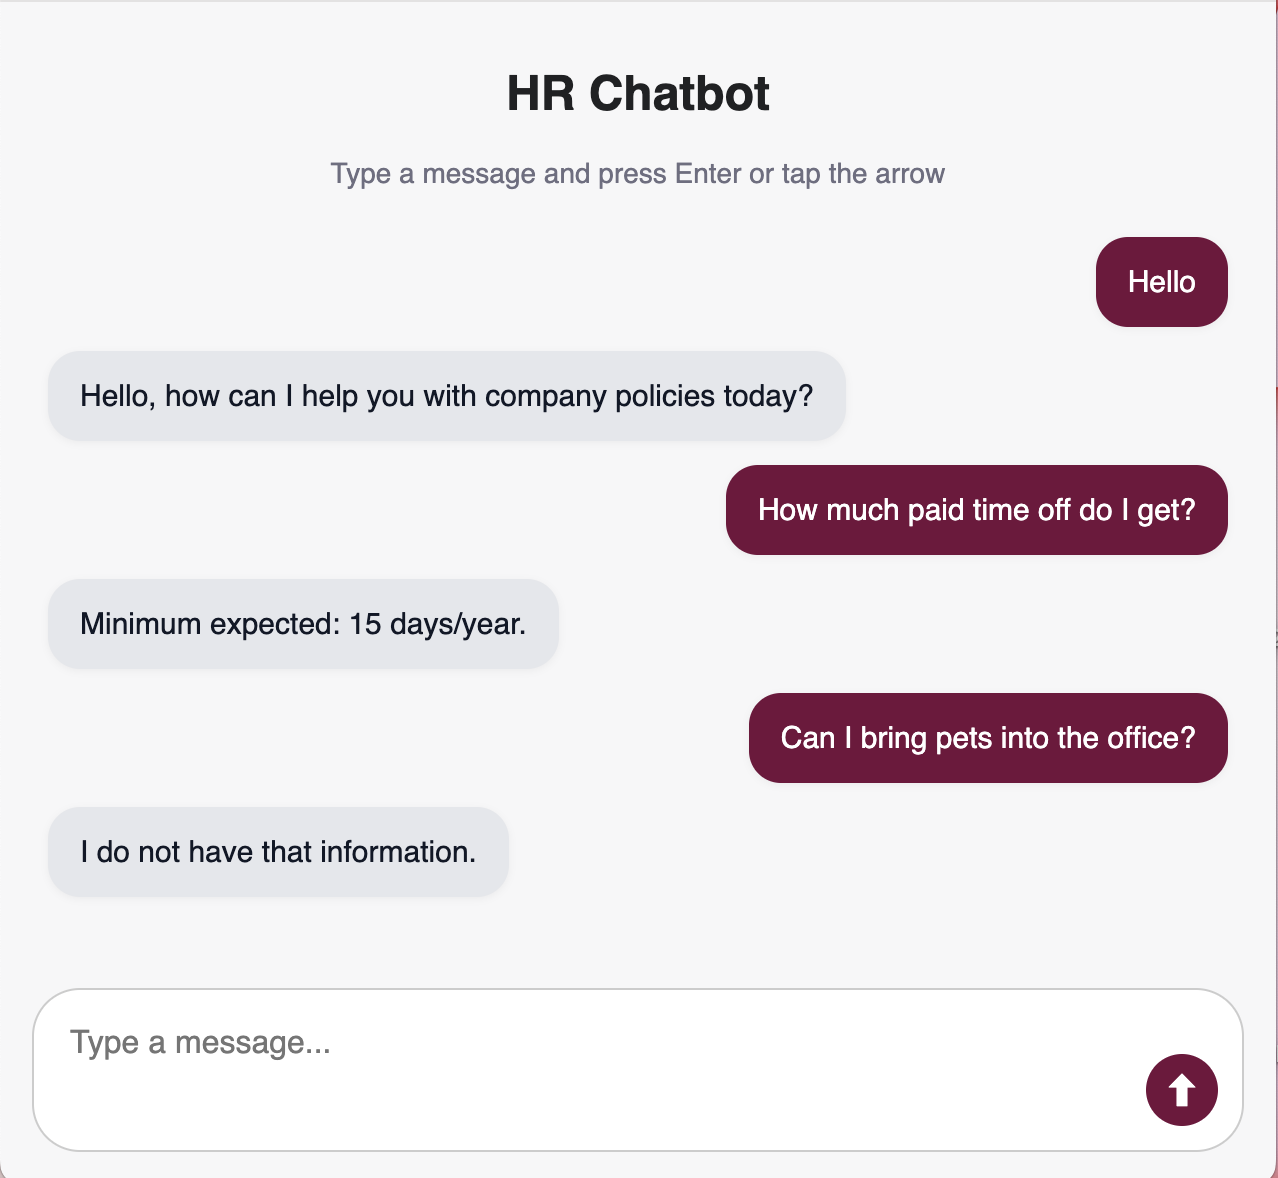 HR Chatbot
Type a message and press Enter or tap the arrow
Hello
Hello, how can I help you with company policies today?
How much paid time off do I get?
Minimum expected: 15 days/year.
Can I bring pets into the office?
I do not have that information.
Type a message...